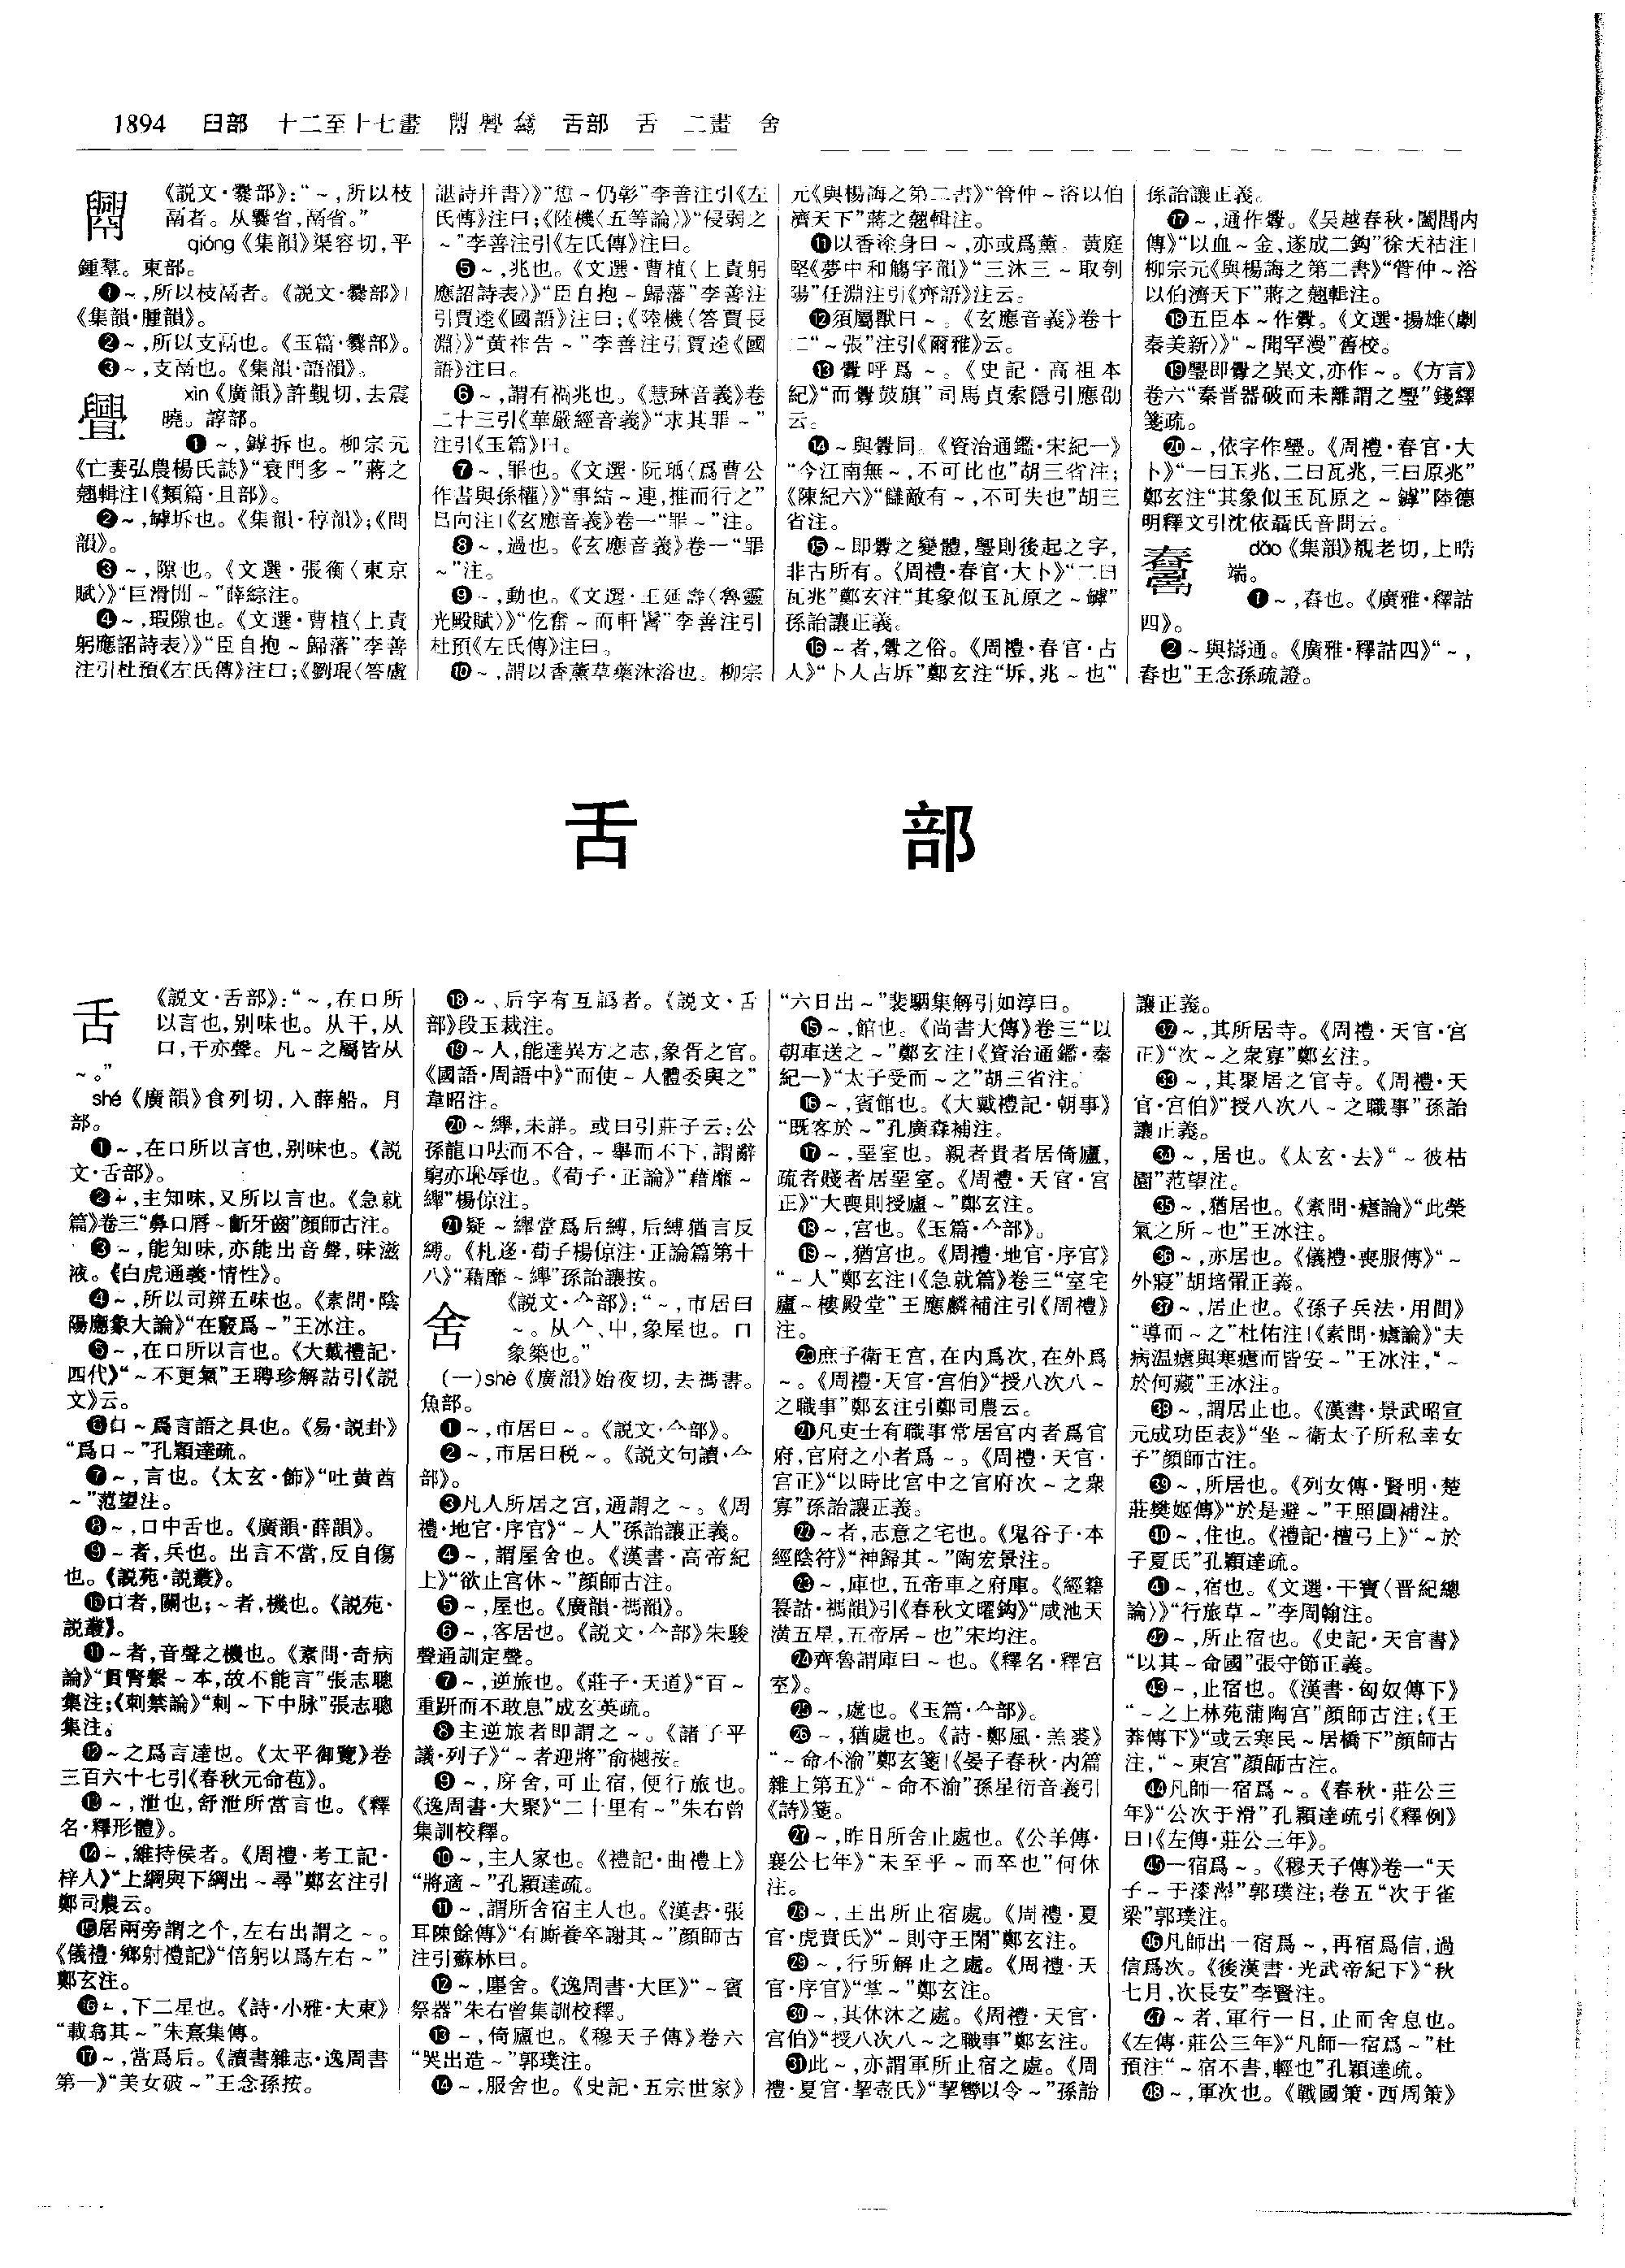 1894 臼部 十二至十七畫 釁 舌部 舌 二畫 舍
《説文·爨部》:“～,所以枝
鬲者。从爨省,鬲省。”
qióng《集韻》渠容切,平
鍾羣。東部。
❶～,所以枝鬲者。《説文·爨部》|
《集韻·腫韻》。
❷～,所以支鬲也。《玉篇·爨部》。
❸～,支鬲也。《集韻·語韻》。
釁
xìn《廣韻》許覲切,去震
曉。諄部。
❶～,罅拆也。柳宗元
《亡妻弘農楊氏誌》“衰門多～”蔣之
翹輯注|《類篇·且部》。
❷～,罅坼也。《集韻·稕韻》;《問
韻》。
❸～,隙也。《文選·張衡〈東京
賦〉》“巨滑閒～”薛綜注。
❹～,瑕隙也。《文選·曹植〈上責
躬應詔詩表〉》“臣自抱～歸藩”李善
注引杜預《左氏傳》注曰;《劉琨〈答盧
諶詩并書〉》“愆～仍彰”李善注引《左
氏傳》注曰;《陸機〈五等論〉》“侵弱之
～”李善注引《左氏傳》注曰。
❺～,兆也。《文選·曹植〈上責躬
應詔詩表〉》“臣自抱～歸藩”李善注
引賈逵《國語》注曰;《陸機〈答賈長
淵〉》“黄祚告～”李善注引賈逵《國
語》注曰。
❻～,謂有禍兆也。《慧琳音義》卷
二十三引《華嚴經音義》“求其罪～”
注引《玉篇》曰。
❼～,罪也。《文選·阮瑀〈爲曹公
作書與孫權〉》“事結～連,推而行之”
吕向注|《玄應音義》卷一“罪～”注。
❽～,過也。《玄應音義》卷一“罪
～”注。
❾～,動也。《文選·王延壽〈魯靈
光殿賦〉》“仡奮～而軒鬐”李善注引
杜預《左氏傳》注曰。
❿～,謂以香薰草藥沐浴也。柳宗
元《與楊誨之第二書》“管仲～浴以伯
濟天下”蔣之翹輯注。
⓫以香涂身曰～,亦或爲薰。黄庭
堅《夢中和觴字韻》“三沐三～取刳
腸”任淵注引《齊語》注云。
⓬須屬獸曰～。《玄應音義》卷十
二“～張”注引《爾雅》云。
⓭釁呼爲～。《史記·高祖本
紀》“而釁鼓旗”司馬貞索隱引應劭
云。
⓮～與釁同。《資治通鑑·宋紀一》
“今江南無～,不可比也”胡三省注;
《陳紀六》“讎敵有～,不可失也”胡三
省注。
⓯～即釁之變體,璺則後起之字,
非古所有。《周禮·春官·大卜》“二曰
瓦兆”鄭玄注“其象似玉瓦原之～罅”
孫詒讓正義。
⓰～者,釁之俗。《周禮·春官·占
人》“卜人占坼”鄭玄注“坼,兆～也”
孫詒讓正義。
⓱～,通作釁。《吴越春秋·闔閭内
傳》“以血～金,遂成二鉤”徐天祜注|
柳宗元《與楊誨之第二書》“管仲～浴
以伯濟天下”蔣之翹輯注。
⓲五臣本～作釁。《文選·揚雄〈劇
秦美新〉》“～聞罕漫”舊校。
⓳璺即釁之異文,亦作～。《方言》
卷六“秦晉器破而未離謂之璺”錢繹
箋疏。
⓴～,依字作璺。《周禮·春官·大
卜》“一曰玉兆,二曰瓦兆,三曰原兆”
鄭玄注“其象似玉瓦原之～罅”陸德
明釋文引沈依聶氏音問云。
dǎo《集韻》覩老切,上晧
端。
❶～,舂也。《廣雅·釋詁
四》。
❷～與擣通。《廣雅·釋詁四》“～,
舂也”王念孫疏證。
舌部
舌
《説文·舌部》:“～,在口所
以言也,别味也。从干,从
口,干亦聲。凡～之屬皆从
～。”
shé《廣韻》食列切,入薛船。月
部。
❶～,在口所以言也,别味也。《説
文·舌部》。
❷～,主知味,又所以言也。《急就
篇》卷三“鼻口脣～齗牙齒”顔師古注。
❸～,能知味,亦能出音聲,味滋
液。《白虎通義·情性》。
❹～,所以司辨五味也。《素問·陰
陽應象大論》“在竅爲～”王冰注。
❺～,在口所以言也。《大戴禮記·
四代》“～不更氣”王聘珍解詁引《説
文》云。
❻口～爲言語之具也。《易·説卦》
“爲口～”孔穎達疏。
❼～,言也。《太玄·飾》“吐黄酋
～”范望注。
❽～,口中舌也。《廣韻·薛韻》。
❾～者,兵也。出言不當,反自傷
也。《説苑·説叢》。
❿口者,關也;～者,機也。《説苑·
説叢》。
⓫～者,音聲之機也。《素問·奇病
論》“貫腎繫～本,故不能言”張志聰
集注;《刺禁論》“刺～下中脉”張志聰
集注。
⓬～之爲言達也。《太平御覽》卷
三百六十七引《春秋元命苞》。
⓭～,泄也,舒泄所當言也。《釋
名·釋形體》。
⓮～,維持侯者。《周禮·考工記·
梓人》“上綱與下綱出～尋”鄭玄注引
鄭司農云。
⓯居兩旁謂之个,左右出謂之～。
《儀禮·鄉射禮記》“倍躬以爲左右～”
鄭玄注。
⓰～,下二星也。《詩·小雅·大東》
“載翕其～”朱熹集傳。
⓱～,當爲后。《讀書雜志·逸周書
第一》“美女破～”王念孫按。
⓲～、后字有互譌者。《説文·舌
部》段玉裁注。
⓳～人,能達異方之志,象胥之官。
《國語·周語中》“而使～人體委與之”
韋昭注。
⓴～繟,未詳。或曰引莊子云:公
孫龍口呿而不合,～舉而不下,謂辭
窮亦恥辱也。《荀子·正論》“藉靡～
繟”楊倞注。
㉑疑～繟當爲后縛,后縛猶言反
縛。《札迻·荀子楊倞注·正論篇第十
八》“藉靡～繟”孫詒讓按。
舍
《説文·亼部》:“～,市居曰
～。从亼、屮,象屋也。口
象築也。”
(一)shè《廣韻》始夜切,去禡書。
魚部。
❶～,市居曰～。《説文·亼部》。
❷～,市居曰税～。《説文句讀·亼
部》。
❸凡人所居之宫,通謂之～。《周
禮·地官·序官》“～人”孫詒讓正義。
❹～,謂屋舍也。《漢書·高帝紀
上》“欲止宫休～”顔師古注。
❺～,屋也。《廣韻·禡韻》。
❻～,客居也。《説文·亼部》朱駿
聲通訓定聲。
❼～,逆旅也。《莊子·天道》“百～
重趼而不敢息”成玄英疏。
❽主逆旅者即謂之～。《諸子平
議·列子》“～者迎將”俞樾按。
❾～,房舍,可止宿,便行旅也。
《逸周書·大聚》“二十里有～”朱右曾
集訓校釋。
❿～,主人家也。《禮記·曲禮上》
“將適～”孔穎達疏。
⓫～,謂所舍宿主人也。《漢書·張
耳陳餘傳》“有廝養卒謝其～”顔師古
注引蘇林曰。
⓬～,廛舍。《逸周書·大匡》“～賓
祭器”朱右曾集訓校釋。
⓭～,倚廬也。《穆天子傳》卷六
“哭出造～”郭璞注。
⓮～,服舍也。《史記·五宗世家》
“六日出～”裴駰集解引如淳曰。
⓯～,館也。《尚書大傳》卷三“以
朝車送之～”鄭玄注|《資治通鑑·秦
紀一》“太子受而～之”胡三省注。
⓰～,賓館也。《大戴禮記·朝事》
“既客於～”孔廣森補注。
⓱～,堊室也。親者貴者居倚廬,
疏者賤者居堊室。《周禮·天官·宫
正》“大喪則授廬～”鄭玄注。
⓲～,宫也。《玉篇·亼部》。
⓳～,猶宫也。《周禮·地官·序官》
“～人”鄭玄注|《急就篇》卷三“室宅
廬～樓殿堂”王應麟補注引《周禮》
注。
⓴庶子衛王宫,在内爲次,在外爲
～。《周禮·天官·宫伯》“授八次八～
之職事”鄭玄注引鄭司農云。
㉑凡吏士有職事常居宫内者爲官
府,官府之小者爲～。《周禮·天官·
宫正》“以時比宫中之官府次～之衆
寡”孫詒讓正義。
㉒～者,志意之宅也。《鬼谷子·本
經陰符》“神歸其～”陶宏景注。
㉓～,庫也,五帝車之府庫。《經籍
籑詁·禡韻》引《春秋文曜鉤》“咸池天
潢五星,五帝居～也”宋均注。
㉔齊魯謂庫曰～也。《釋名·釋宫
室》。
㉕～,處也。《玉篇·亼部》。
㉖～,猶處也。《詩·鄭風·羔裘》
“～命不渝”鄭玄箋|《晏子春秋·内篇
雜上第五》“～命不渝”孫星衍音義引
《詩》箋。
㉗～,昨日所舍止處也。《公羊傳·
襄公七年》“未至乎～而卒也”何休
注。
㉘～,王出所止宿處。《周禮·夏
官·虎賁氏》“～則守王閑”鄭玄注。
㉙～,行所解止之處。《周禮·天
官·序官》“掌～”鄭玄注。
㉚～,其休沐之處。《周禮·天官·
宫伯》“授八次八～之職事”鄭玄注。
㉛此～,亦謂軍所止宿之處。《周
禮·夏官·挈壺氏》“挈轡以令～”孫詒
讓正義。
㉜～,其所居寺。《周禮·天官·宫
正》“次～之衆寡”鄭玄注。
㉝～,其聚居之官寺。《周禮·天
官·宫伯》“授八次八～之職事”孫詒
讓正義。
㉞～,居也。《太玄·去》“～彼枯
園”范望注。
㉟～,猶居也。《素問·瘧論》“此榮
氣之所～也”王冰注。
㊱～,亦居也。《儀禮·喪服傳》“～
外寢”胡培翬正義。
㊲～,居止也。《孫子兵法·用間》
“導而～之”杜佑注|《素問·瘧論》“夫
病温瘧與寒瘧而皆安～”王冰注,“～
於何藏”王冰注。
㊳～,謂居止也。《漢書·景武昭宣
元成功臣表》“坐～衛太子所私幸女
子”顔師古注。
㊴～,所居也。《列女傳·賢明·楚
莊樊姬傳》“於是避～”王照圓補注。
㊵～,住也。《禮記·檀弓上》“～於
子夏氏”孔穎達疏。
㊶～,宿也。《文選·干寶〈晋紀總
論〉》“行旅草～”李周翰注。
㊷～,所止宿也。《史記·天官書》
“以其～命國”張守節正義。
㊸～,止宿也。《漢書·匈奴傳下》
“～之上林苑蒲陶宫”顔師古注;《王
莽傳下》“或云寒民～居橋下”顔師古
注,“～東宫”顔師古注。
㊹凡師一宿爲～。《春秋·莊公三
年》“公次于滑”孔穎達疏引《釋例》
曰|《左傳·莊公三年》。
㊺一宿爲～。《穆天子傳》卷一“天
子～于漆澤”郭璞注;卷五“次于雀
梁”郭璞注。
㊻凡師出一宿爲～,再宿爲信,過
信爲次。《後漢書·光武帝紀下》“秋
七月,次長安”李賢注。
㊼～者,軍行一日,止而舍息也。
《左傳·莊公三年》“凡師一宿爲～”杜
預注“～宿不書,輕也”孔穎達疏。
㊽～,軍次也。《戰國策·西周策》